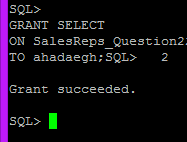 SQL>
GRANT SELECT
ON SalesReps_Question2
TO ahadaegh;SQL>   2
Grant succeeded.
SQL>